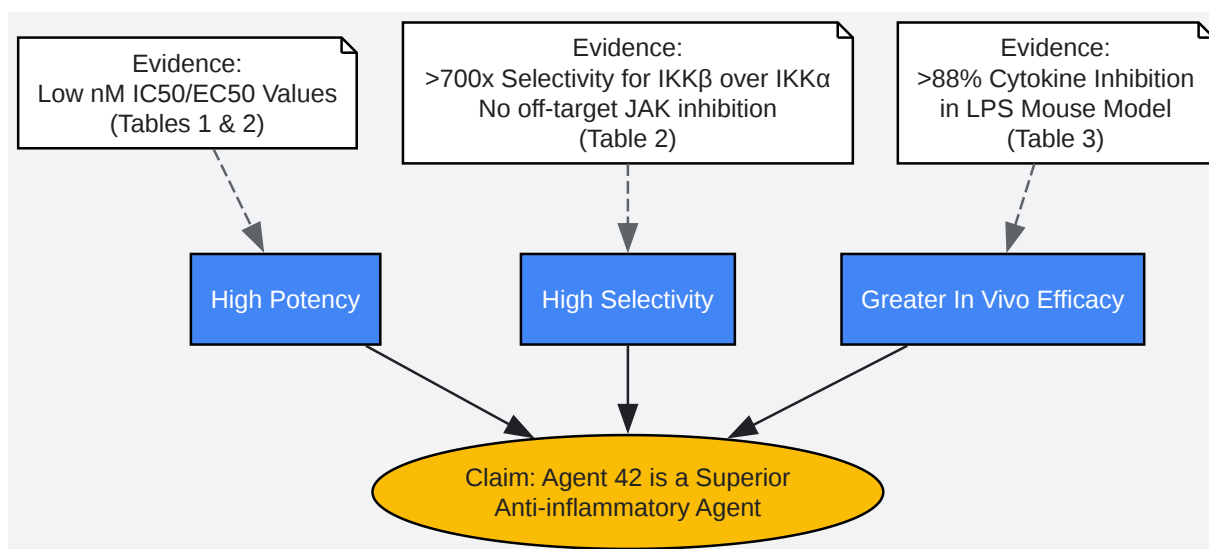 Evidence:
Low nM IC50/EC50 Values
(Tables 1 & 2)
Evidence:
>700x Selectivity for IKKβ over IKKα
No off-target JAK inhibition
(Table 2)
Evidence:
>88% Cytokine Inhibition
in LPS Mouse Model
(Table 3)
High Potency
High Selectivity
Greater In Vivo Efficacy
Claim: Agent 42 is a Superior
Anti-inflammatory Agent